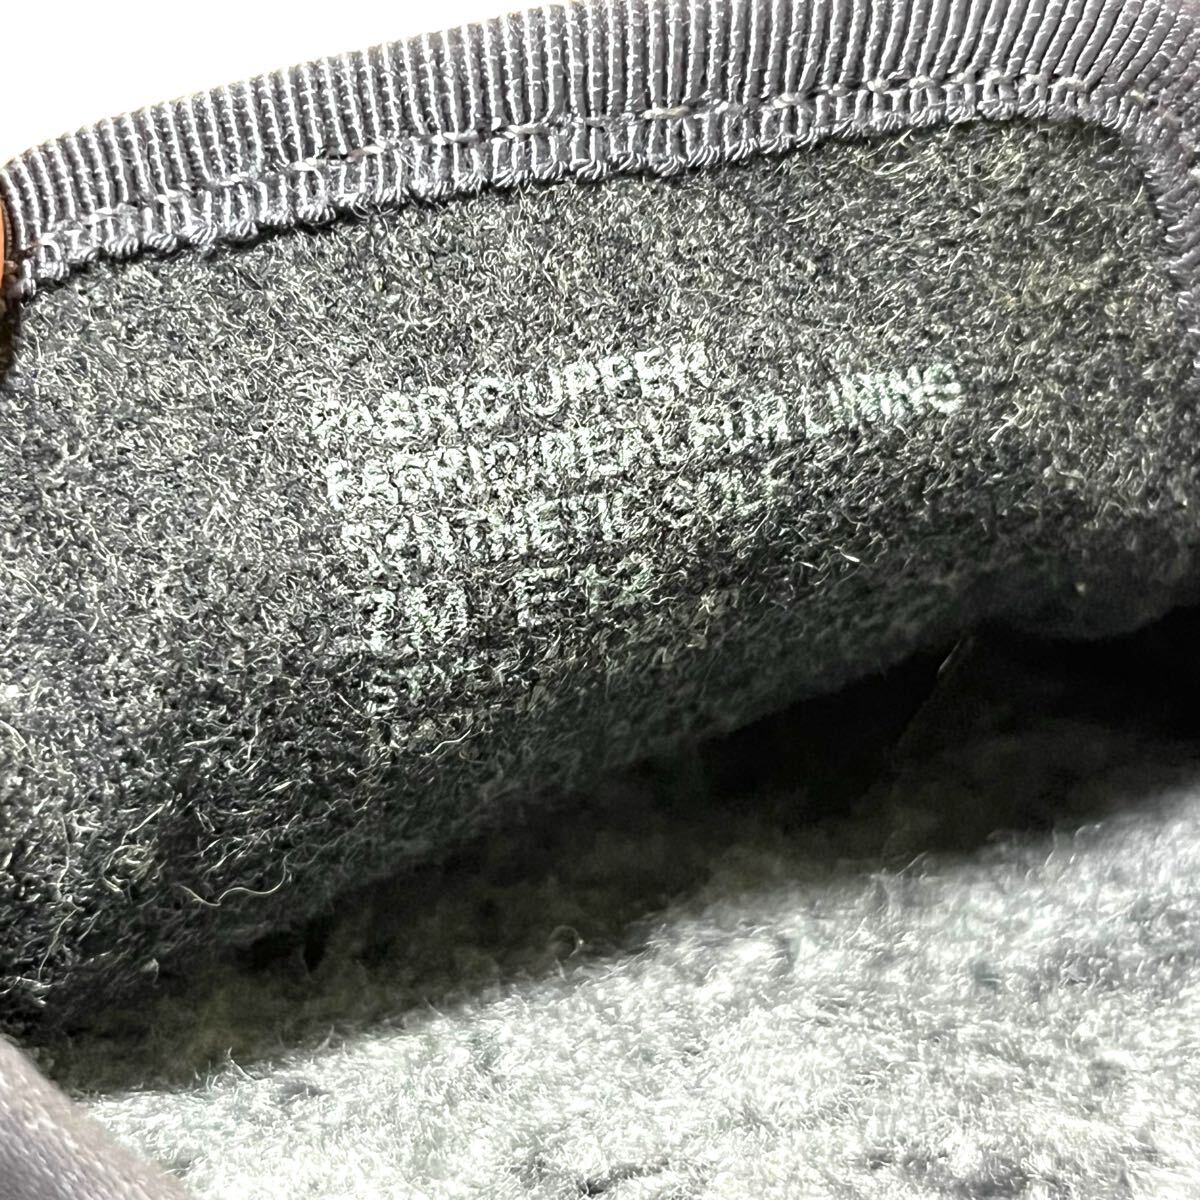 FABRIC UPPER
FABRIC/REAL FUR LINING
SYNTHETIC SOLE